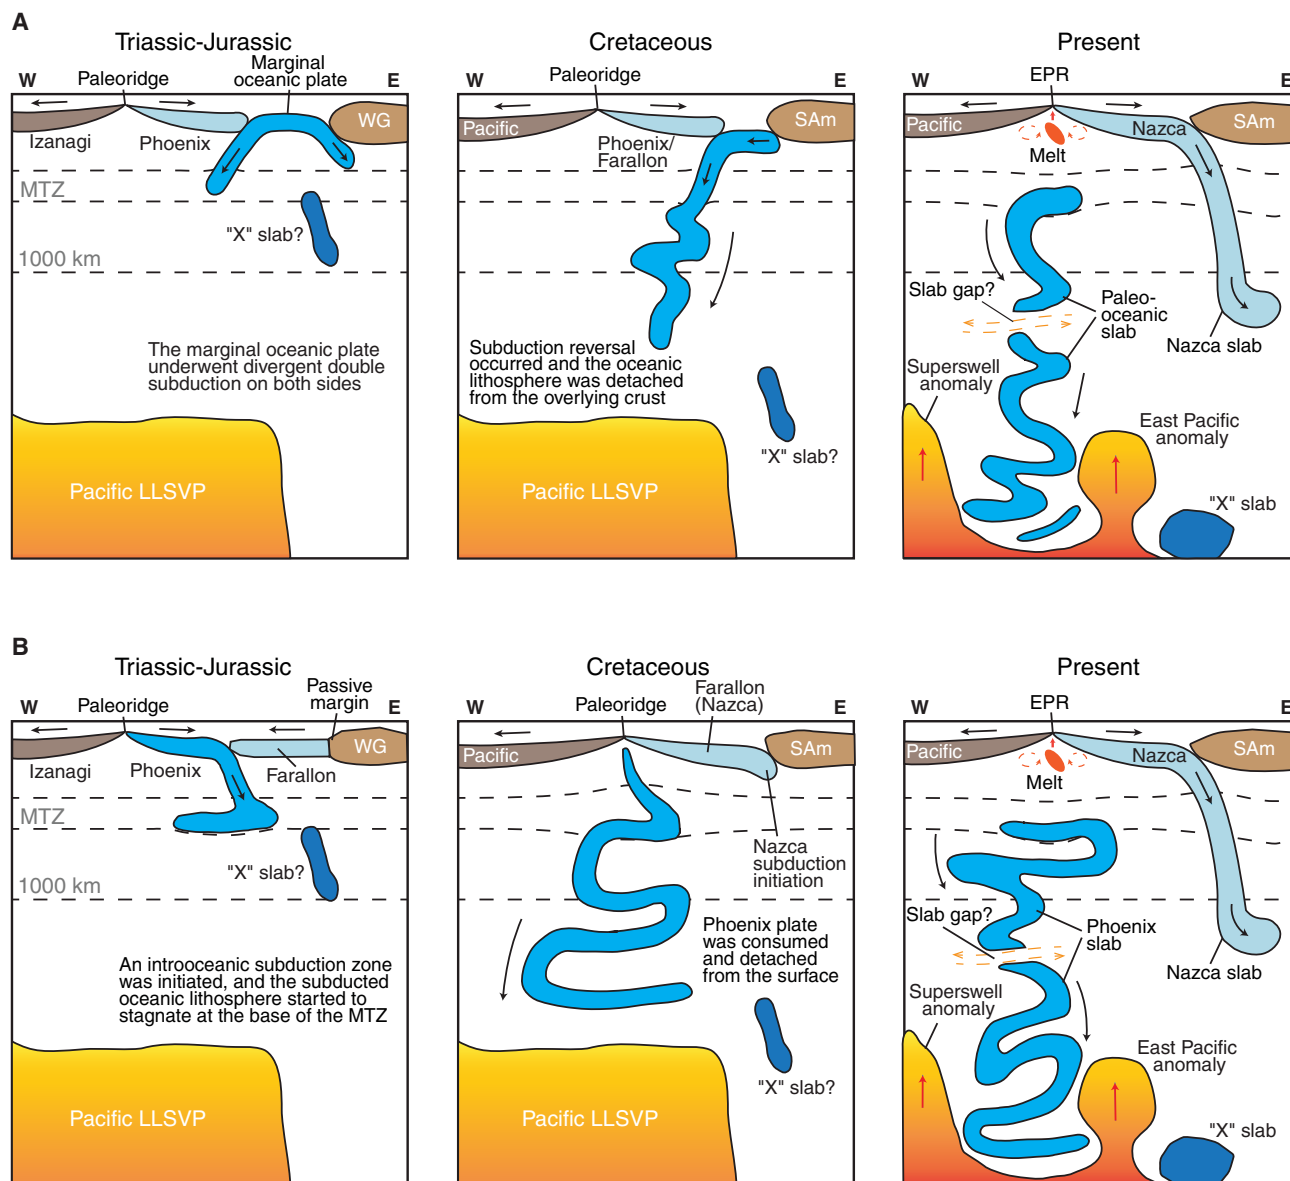 A
Triassic-Jurassic
W
Paleoridge
Marginal
oceanic plate
E
Izanagi
Phoenix
WG
MTZ
"X" slab?
1000 km
The marginal oceanic plate
underwent divergent double
subduction on both sides
Pacific LLSVP
Cretaceous
W
Paleoridge
E
Pacific
Phoenix/
Farallon
SAm
Subduction reversal
occurred and the oceanic
lithosphere was detached
from the overlying crust
"X" slab?
Pacific LLSVP
Present
W
EPR
E
Pacific
Melt
Nazca
SAm
Slab gap?
Paleo-
oceanic
slab
Nazca slab
Superswell
anomaly
East Pacific
anomaly
"X" slab
B
Triassic-Jurassic
W
Paleoridge
Passive
margin
E
Izanagi
Phoenix
Farallon
WG
MTZ
"X" slab?
1000 km
An introoceanic subduction zone
was initiated, and the subducted
oceanic lithosphere started to
stagnate at the base of the MTZ
Pacific LLSVP
Cretaceous
W
Paleoridge
Farallon
(Nazca)
E
Pacific
SAm
Nazca
subduction
initiation
Phoenix plate
was consumed
and detached
from the surface
"X" slab?
Pacific LLSVP
Present
W
EPR
E
Pacific
Melt
Nazca
SAm
Slab gap?
Phoenix
slab
Nazca slab
Superswell
anomaly
East Pacific
anomaly
"X" slab